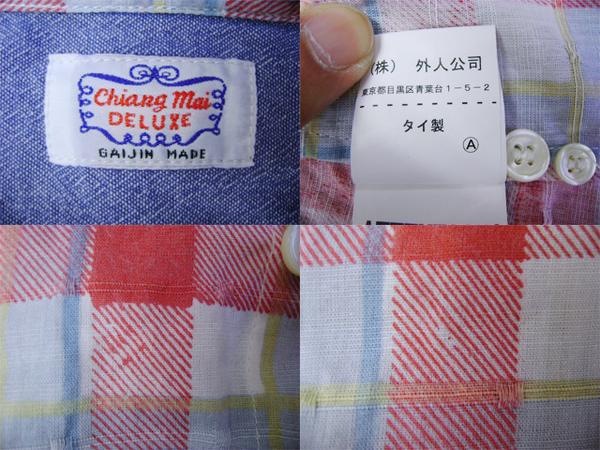 Chiang Mai
DELUXE
GAIJIN MADE
(株) 外人公司
東京都目黒区青葉台1-5-2
タイ製
Ⓐ